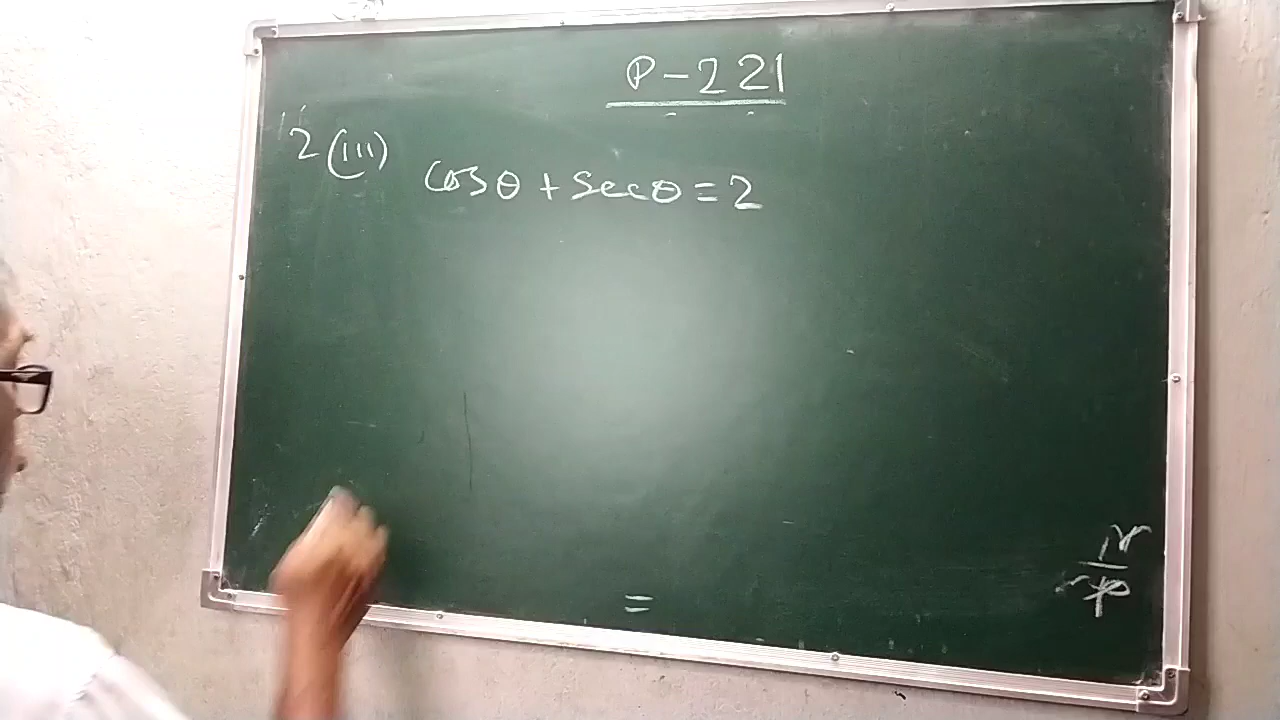 P-221
2(iii)
cosθ + secθ = 2
=